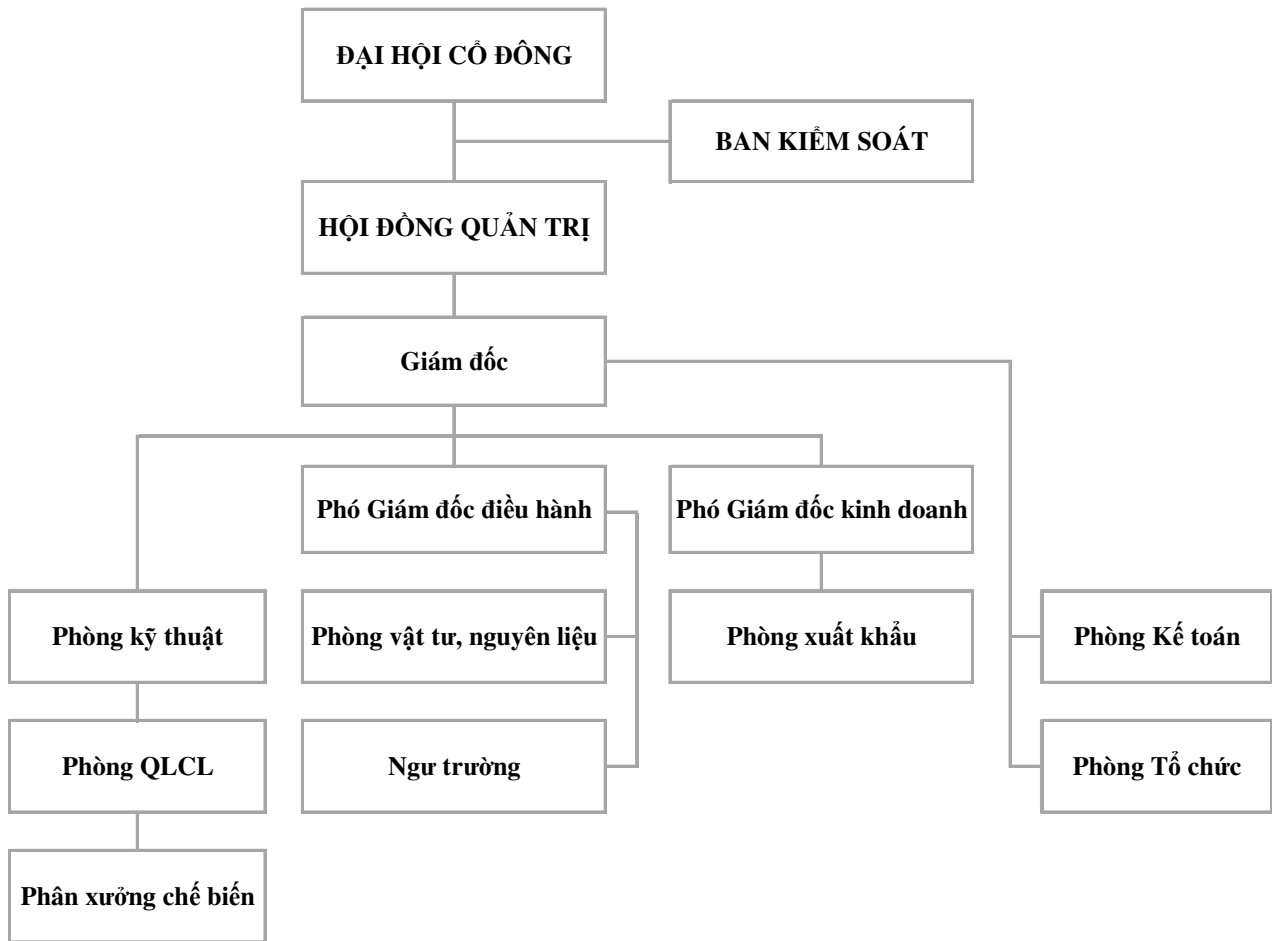 ĐẠI HỘI CỔ ĐÔNG
BAN KIỂM SOÁT
HỘI ĐỒNG QUẢN TRỊ
Giám đốc
Phó Giám đốc điều hành
Phó Giám đốc kinh doanh
Phòng kỹ thuật
Phòng vật tư, nguyên liệu
Phòng xuất khẩu
Phòng Kế toán
Phòng QLCL
Ngư trường
Phòng Tổ chức
Phân xưởng chế biến